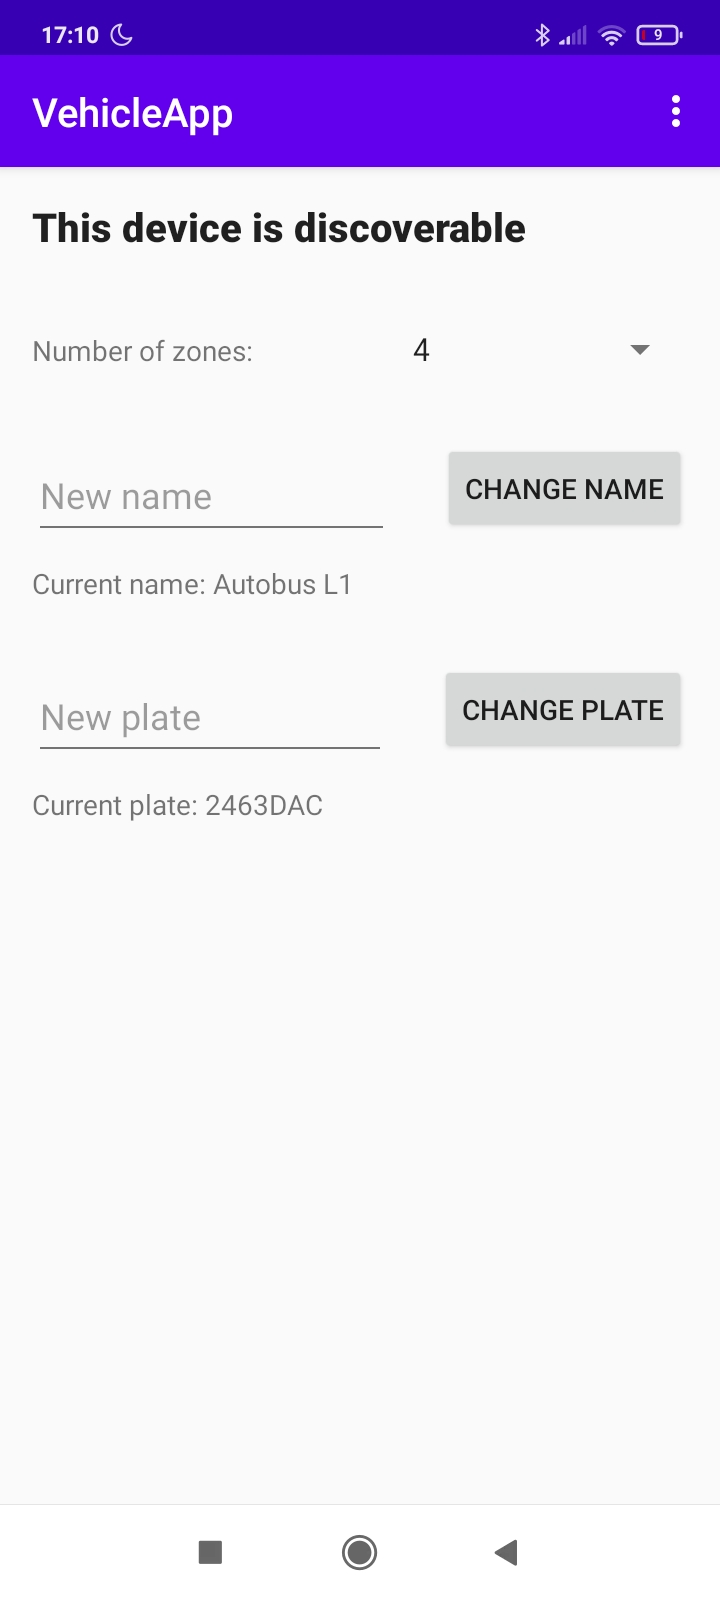 17:10
9
VehicleApp
This device is discoverable
Number of zones: 4
New name CHANGE NAME
Current name: Autobus L1
New plate CHANGE PLATE
Current plate: 2463DAC